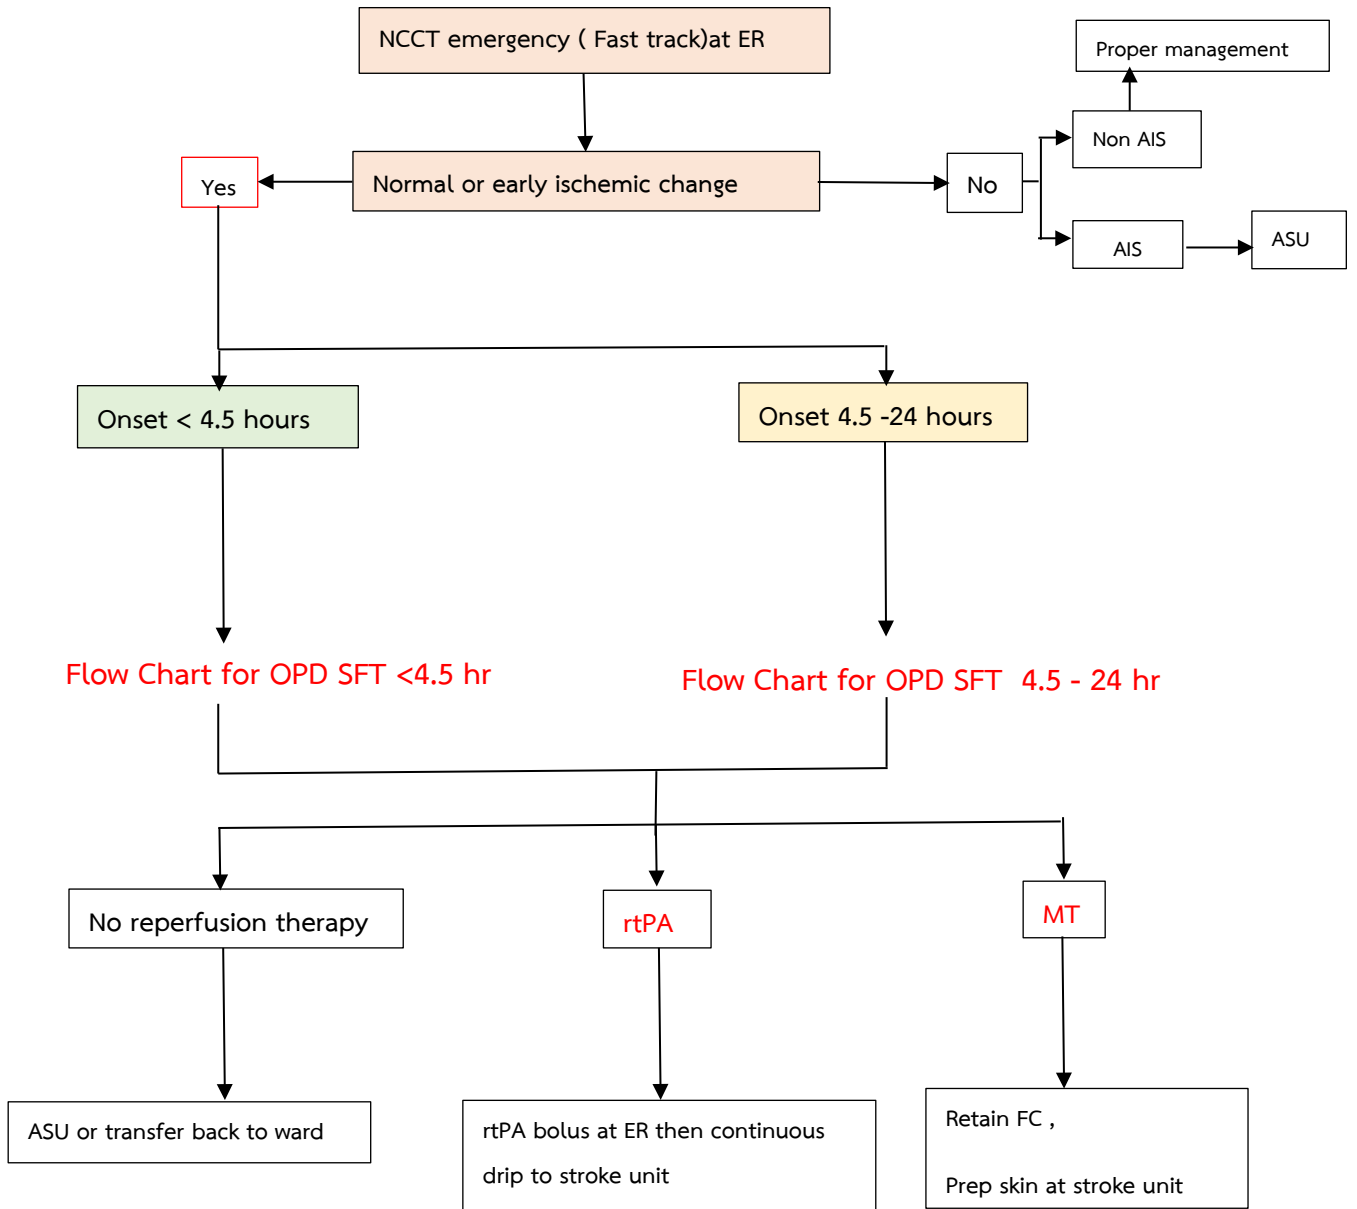 NCCT emergency ( Fast track)at ER
Proper management
Non AIS
Yes
Normal or early ischemic change
No
AIS
ASU
Onset < 4.5 hours
Onset 4.5 -24 hours
Flow Chart for OPD SFT <4.5 hr
Flow Chart for OPD SFT 4.5 - 24 hr
No reperfusion therapy
rtPA
MT
ASU or transfer back to ward
rtPA bolus at ER then continuous
drip to stroke unit
Retain FC ,
Prep skin at stroke unit